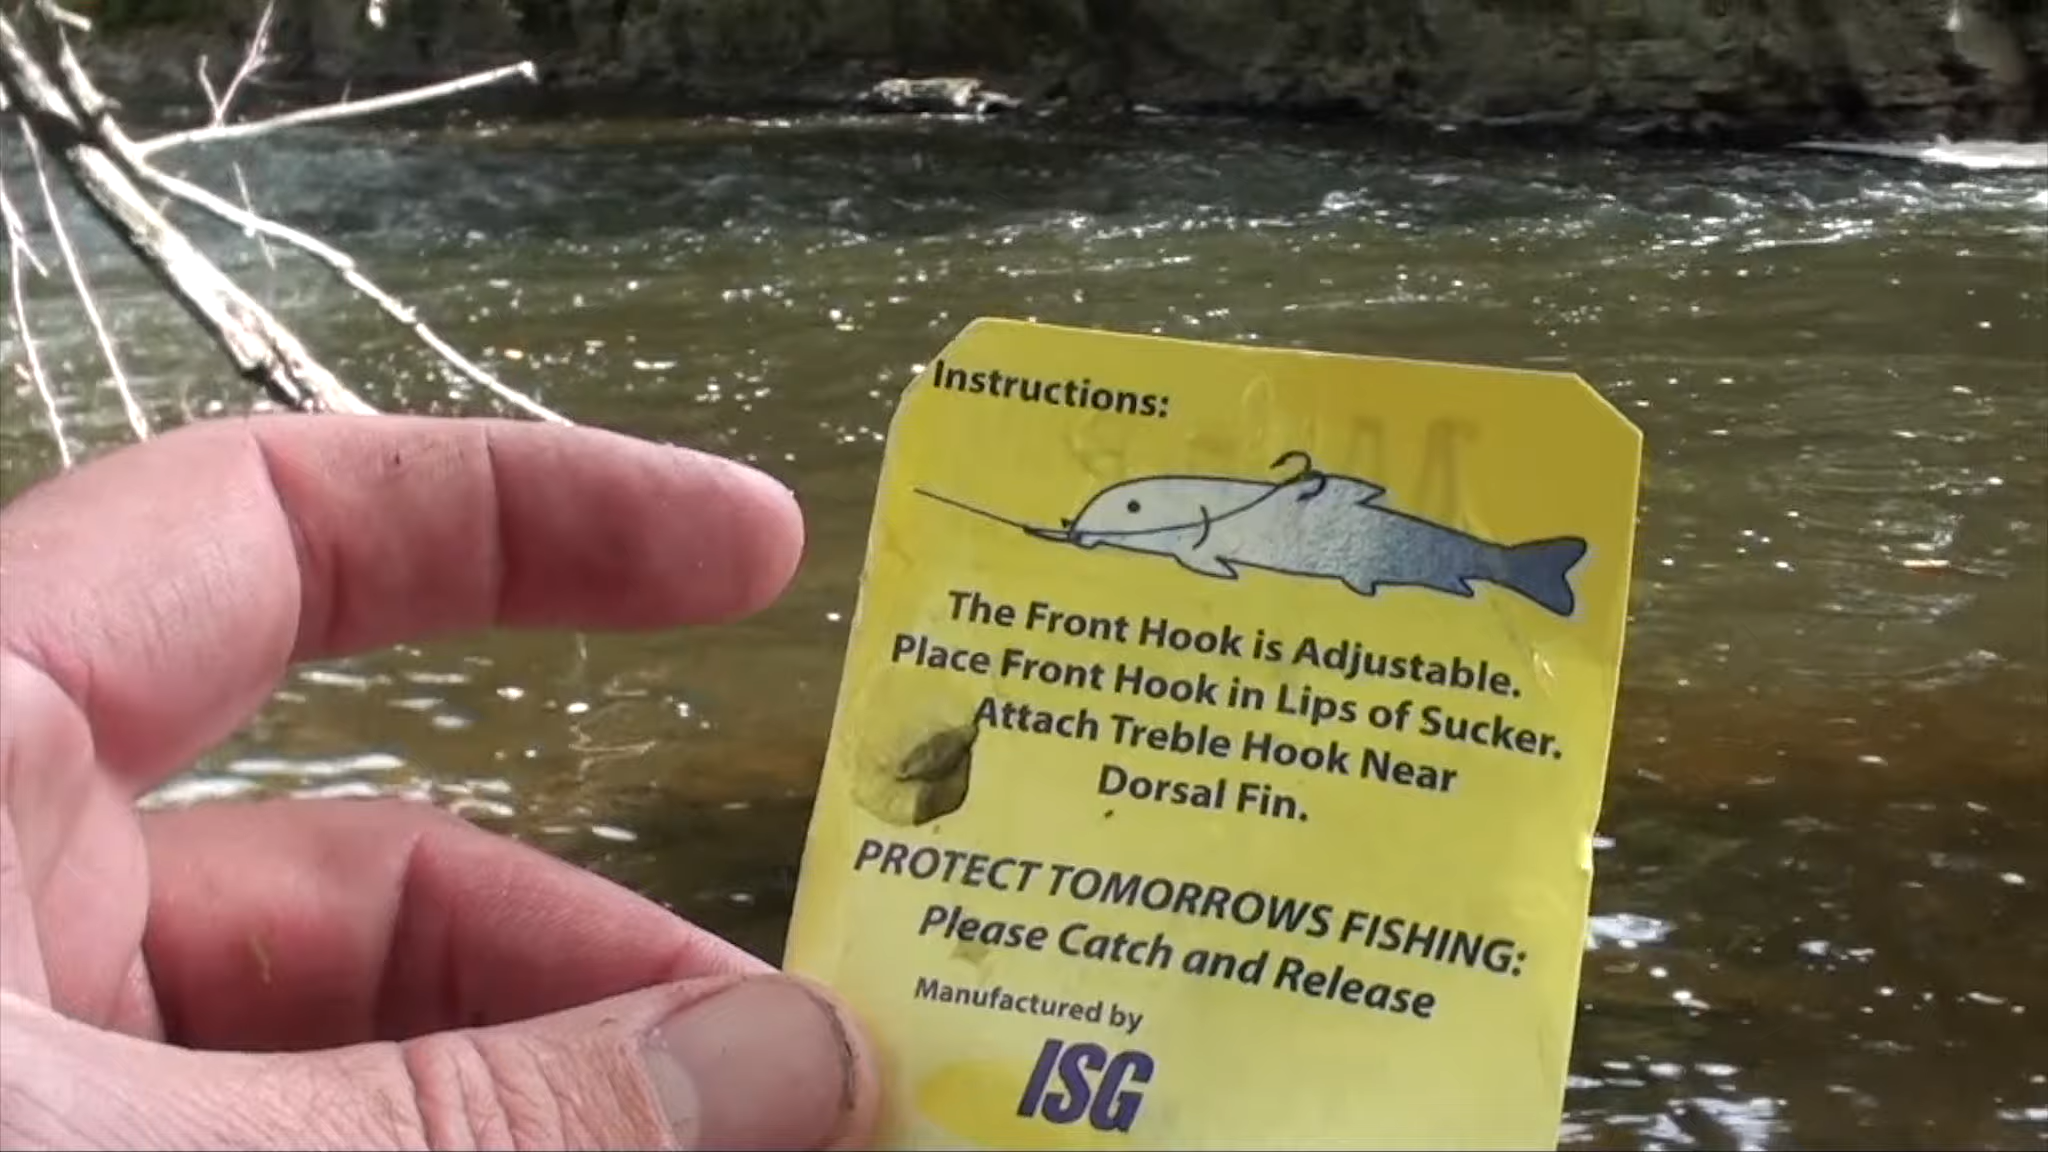 Instructions:
The Front Hook is Adjustable.
Place Front Hook in Lips of Sucker.
Attach Treble Hook Near
Dorsal Fin.
PROTECT TOMORROWS FISHING:
Please Catch and Release
Manufactured by
ISG